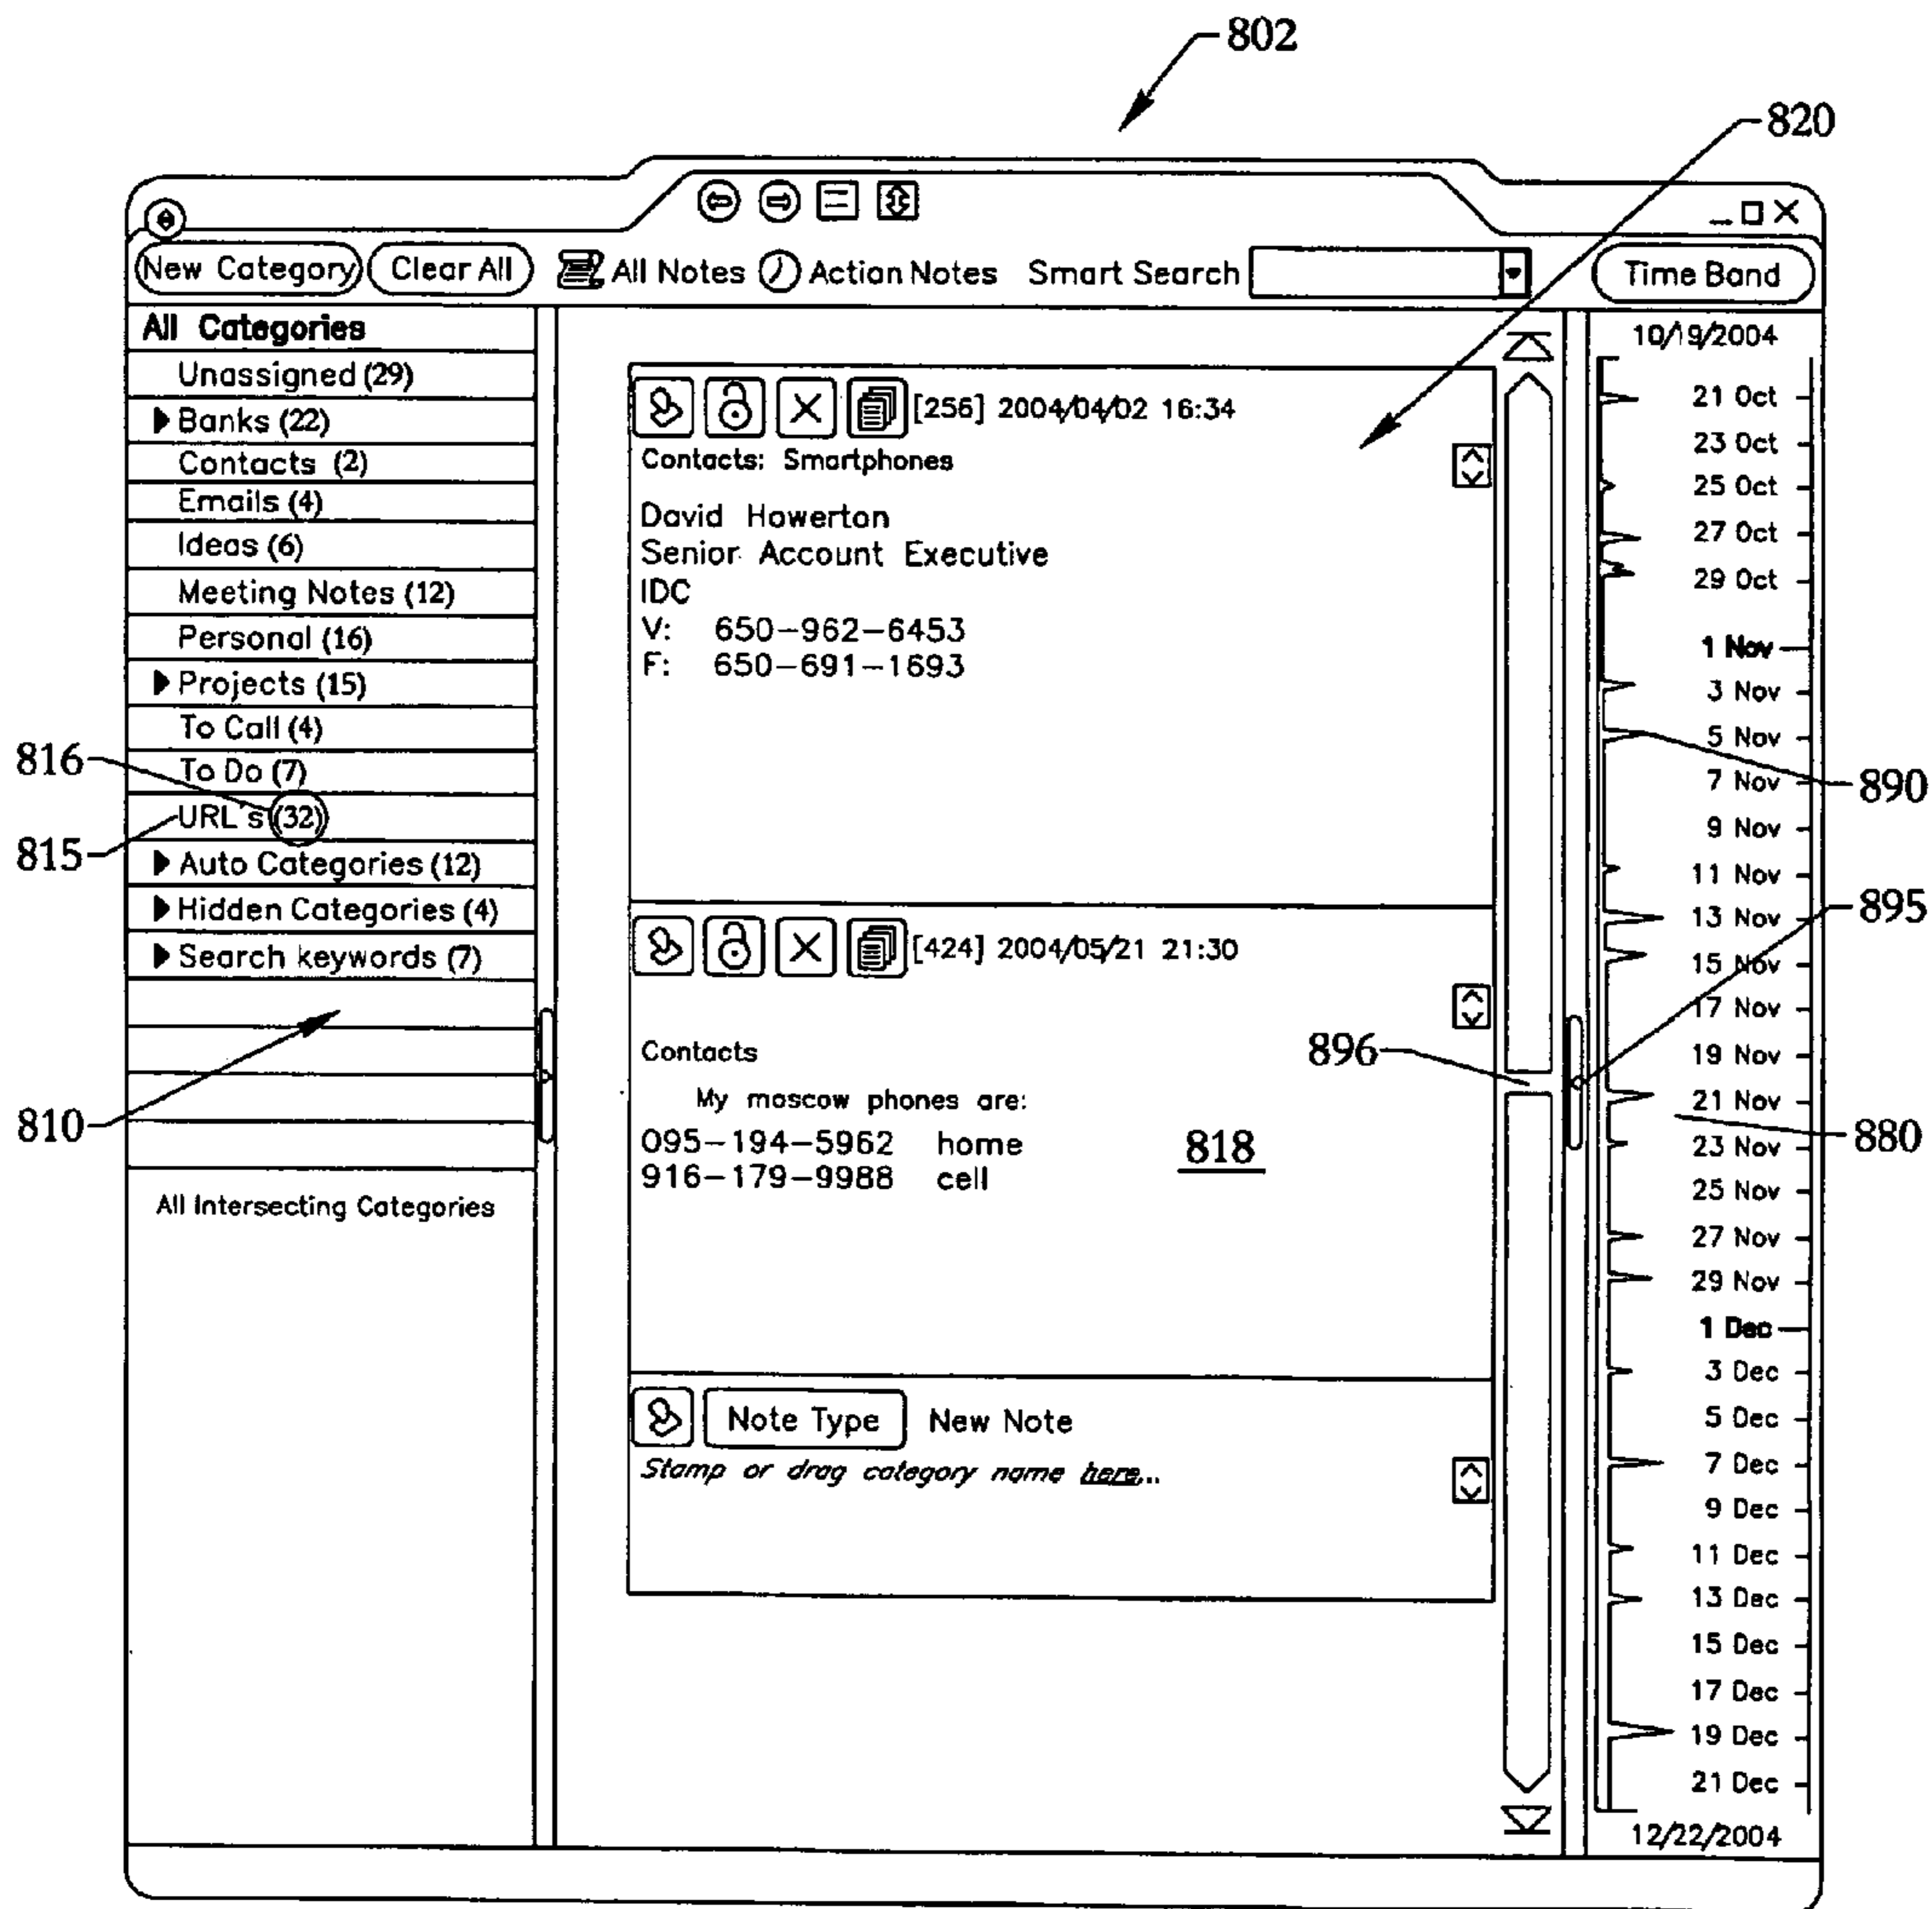 802
820
New Category Clear All All Notes Action Notes Smart Search Time Band
All Categories
Unassigned (29)
Banks (22)
Contacts (2)
Emails (4)
Ideas (6)
Meeting Notes (12)
Personal (16)
Projects (15)
To Call (4)
816
To Do (7)
URL's (32)
815
Auto Categories (12)
Hidden Categories (4)
Search keywords (7)
810
All Intersecting Categories
[256] 2004/04/02 16:34
Contacts: Smartphones
David Howerton
Senior Account Executive
IDC
V: 650-962-6453
F: 650-691-1693
[424] 2004/05/21 21:30
Contacts
896
My moscow phones are:
095-194-5962 home
916-179-9988 cell
818
Note Type New Note
Stamp or drag category name here...
10/19/2004
21 Oct
23 Oct
25 Oct
27 Oct
29 Oct
1 Nov
3 Nov
5 Nov
7 Nov
890
9 Nov
11 Nov
895
13 Nov
15 Nov
17 Nov
19 Nov
21 Nov
880
23 Nov
25 Nov
27 Nov
29 Nov
1 Dec
3 Dec
5 Dec
7 Dec
9 Dec
11 Dec
13 Dec
15 Dec
17 Dec
19 Dec
21 Dec
12/22/2004